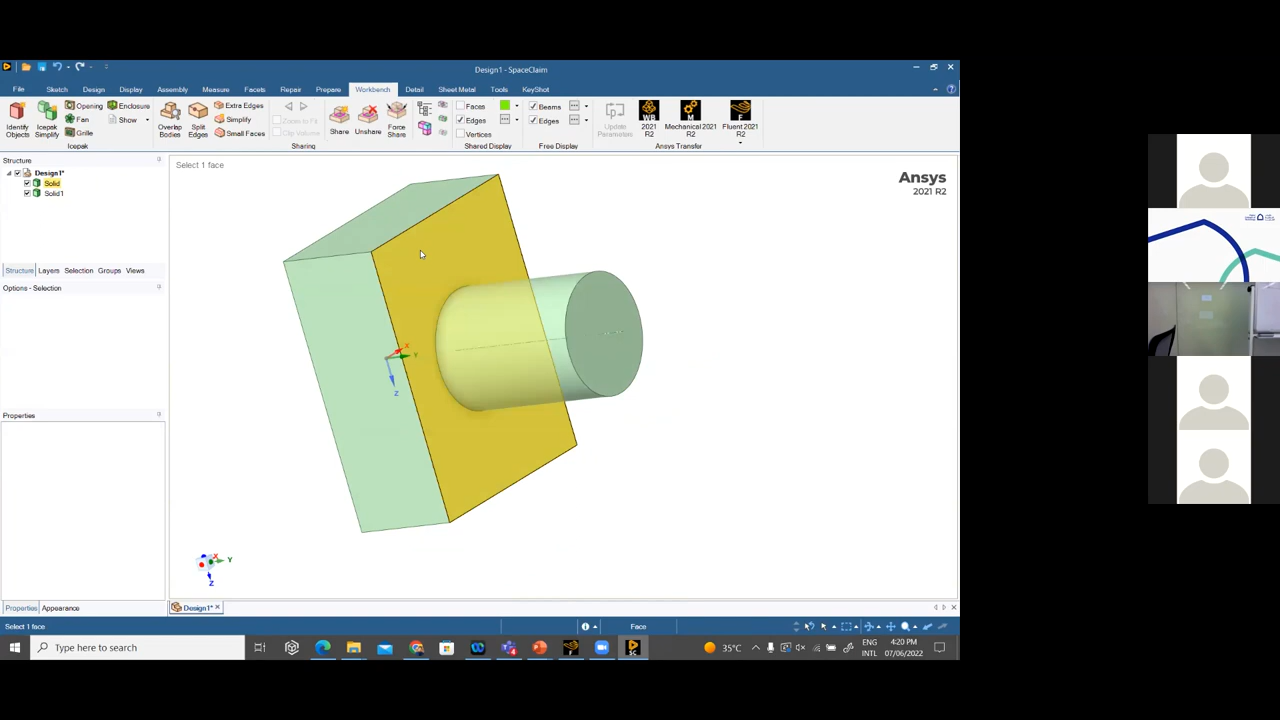 Design1 - SpaceClaim
File Sketch Design Display Assembly Measure Facets Repair Prepare Workbench Detail Sheet Metal Tools KeyShot
Identify Objects
Icepak Simplify
Opening
Fan
Grille
Enclosure
Show
Icepak
Overlap Bodies
Split Edges
Extra Edges
Simplify
Small Faces
Zoom to Fit
Clip Volume
Share
Unshare
Force Share
Sharing
Faces
Edges
Vertices
Shared Display
Beams
Edges
Free Display
Update Parameters
2021 R2
Mechanical 2021 R2
Fluent 2021 R2
Ansys Transfer
Structure
Design1*
Solid
Solid1
Structure Layers Selection Groups Views
Options - Selection
Properties
Properties Appearance
Select 1 face
Ansys
2021 R2
X
Y
Z
X
Y
Z
Design1*
Select 1 face
Face
Type here to search
35°C
ENG
INTL
4:20 PM
07/06/2022